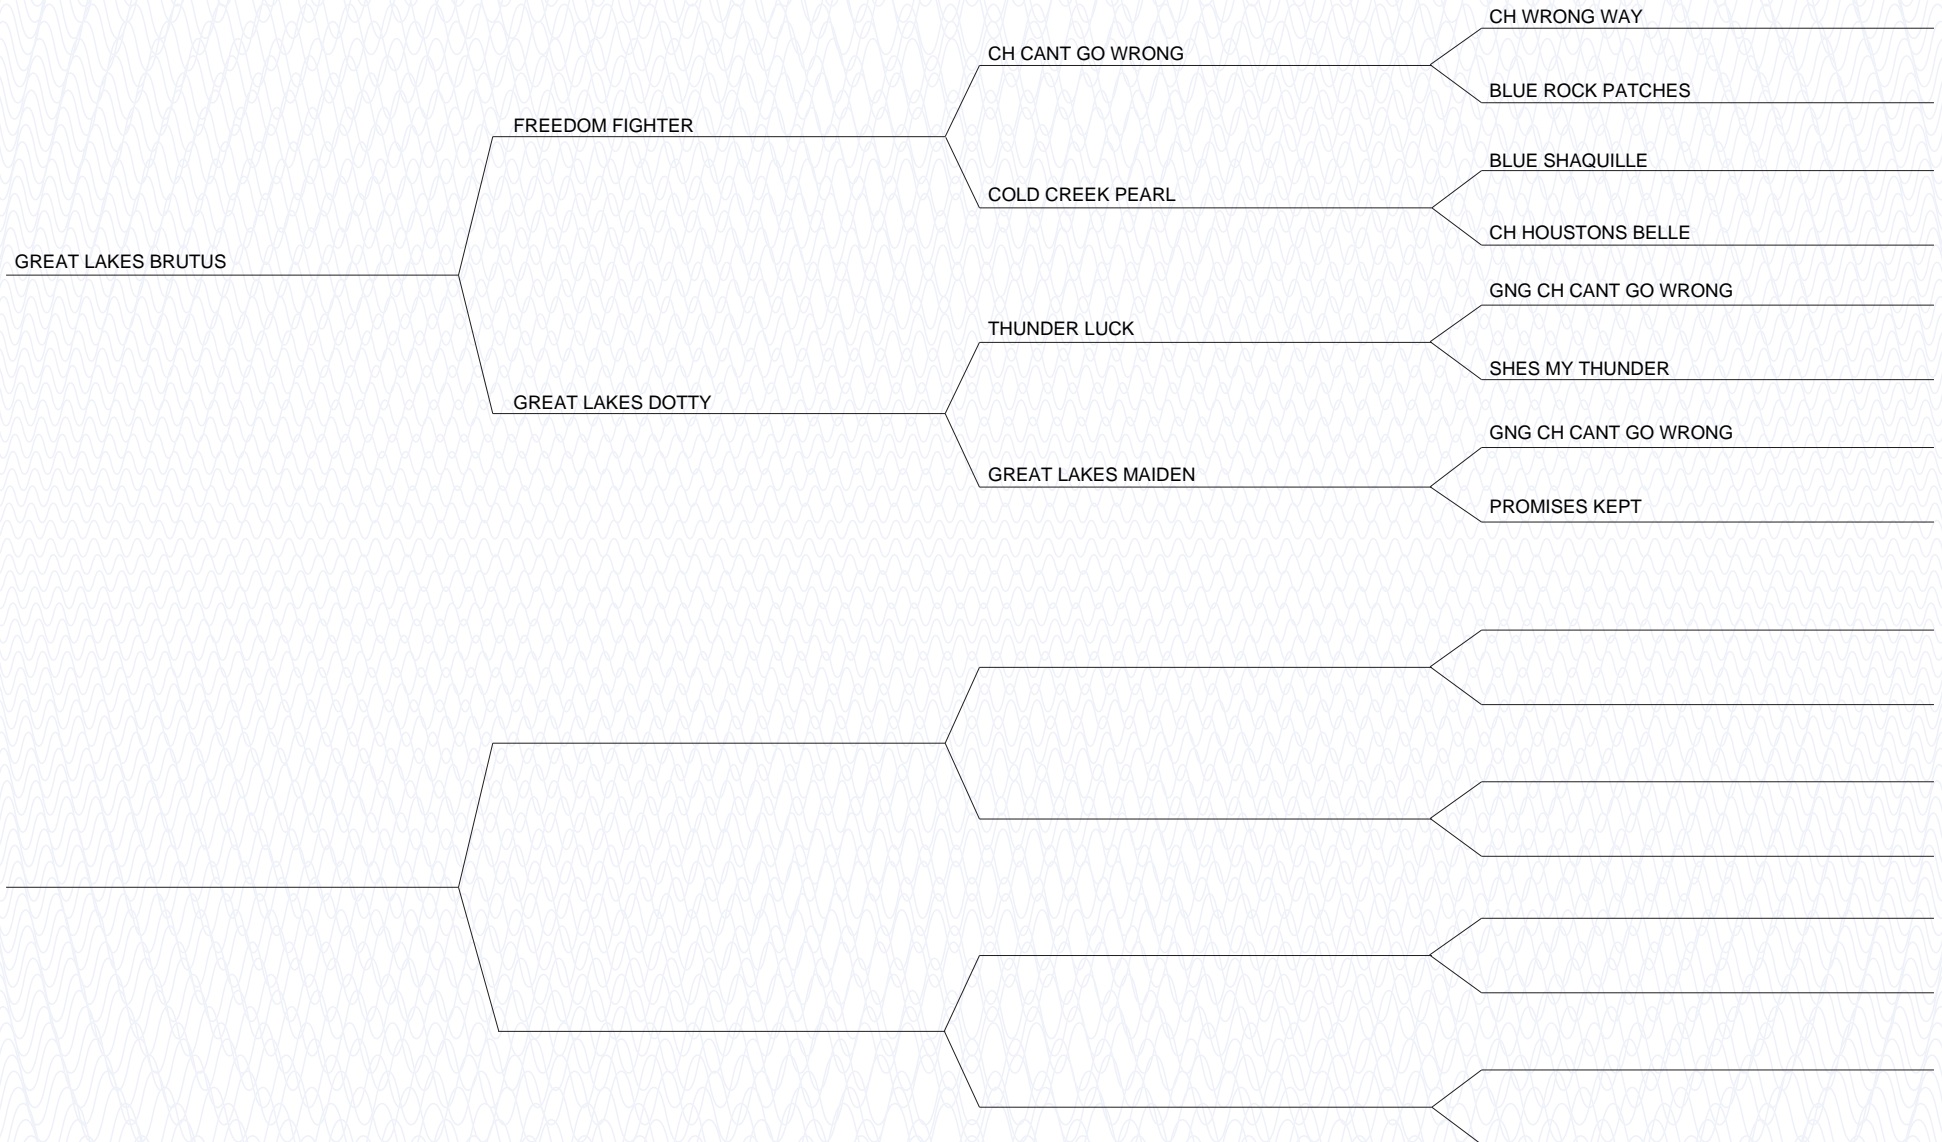 CH WRONG WAY
CH CANT GO WRONG
BLUE ROCK PATCHES
FREEDOM FIGHTER
BLUE SHAQUILLE
COLD CREEK PEARL
CH HOUSTONS BELLE
GREAT LAKES BRUTUS
GNG CH CANT GO WRONG
THUNDER LUCK
SHES MY THUNDER
GREAT LAKES DOTTY
GNG CH CANT GO WRONG
GREAT LAKES MAIDEN
PROMISES KEPT